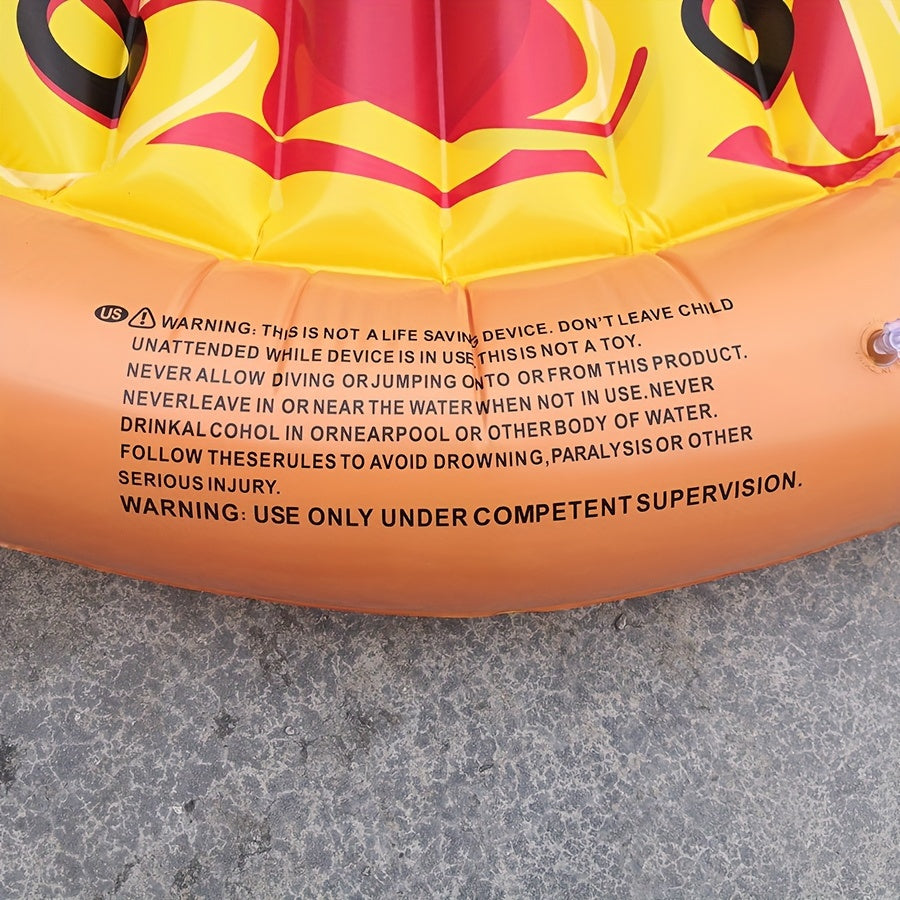 US WARNING: THIS IS NOT A LIFE SAVING DEVICE. DON'T LEAVE CHILD
UNATTENDED WHILE DEVICE IS IN USE THIS IS NOT A TOY.
NEVER ALLOW DIVING OR JUMPING ONTO OR FROM THIS PRODUCT.
NEVERLEAVE IN OR NEAR THE WATER WHEN NOT IN USE. NEVER
DRINKALCOHOL IN ORNEARPOOL OR OTHER BODY OF WATER.
FOLLOW THESERULES TO AVOID DROWNING, PARALYSIS OR OTHER
SERIOUS INJURY.
WARNING: USE ONLY UNDER COMPETENT SUPERVISION.